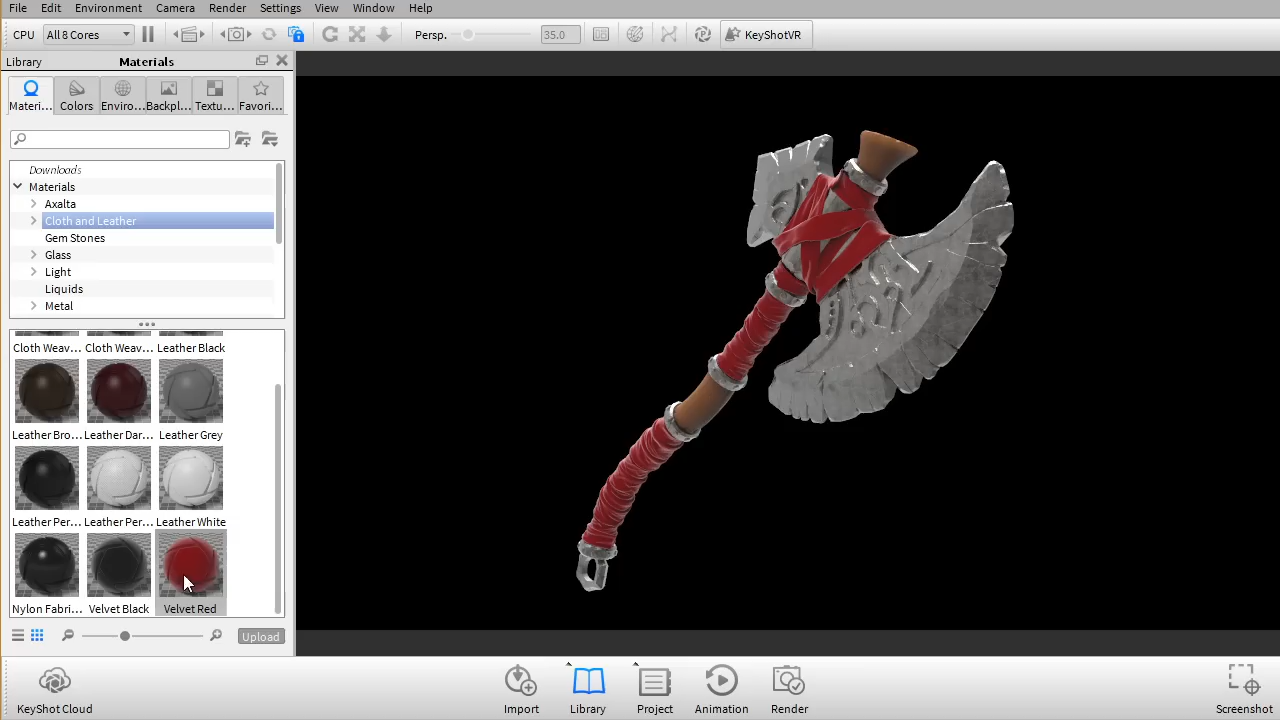 File Edit Environment Camera Render Settings View Window Help
CPU All 8 Cores Persp. 35.0 KeyShotVR
Library Materials
Materi... Colors Enviro... Backpl... Textu... Favori...
Downloads
Materials
Axalta
Cloth and Leather
Gem Stones
Glass
Light
Liquids
Metal
Cloth Weav... Cloth Weav... Leather Black
Leather Bro... Leather Dar... Leather Grey
Leather Per... Leather Per... Leather White
Nylon Fabri... Velvet Black Velvet Red
Upload
KeyShot Cloud Import Library Project Animation Render Screenshot